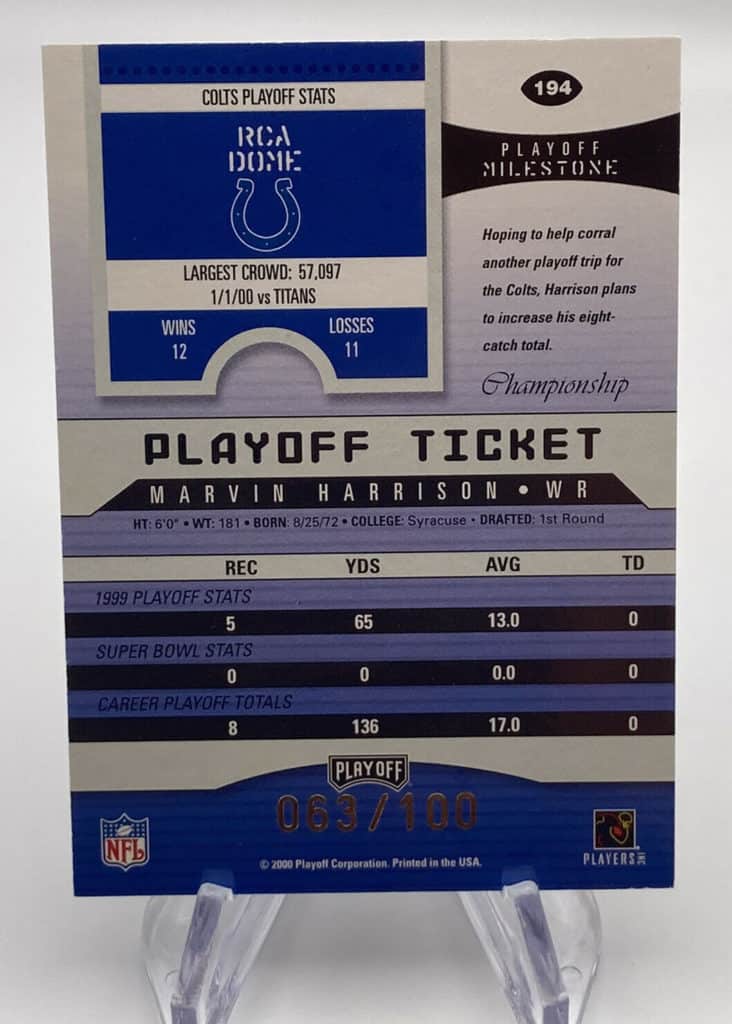 COLTS PLAYOFF STATS
RCA
DOME
LARGEST CROWD: 57,097
1/1/00 vs TITANS
WINS LOSSES
12 11
194
PLAYOFF
MILESTONE
Hoping to help corral
another playoff trip for
the Colts, Harrison plans
to increase his eight-
catch total.
Championship
PLAYOFF TICKET
MARVIN HARRISON • WR
HT: 6'0" • WT: 181 • BORN: 8/25/72 • COLLEGE: Syracuse • DRAFTED: 1st Round
REC YDS AVG TD
1999 PLAYOFF STATS
5 65 13.0 0
SUPER BOWL STATS
0 0 0.0 0
CAREER PLAYOFF TOTALS
8 136 17.0 0
PLAYOFF
063/100
NFL
PLAYERS INC
© 2000 Playoff Corporation. Printed in the USA.